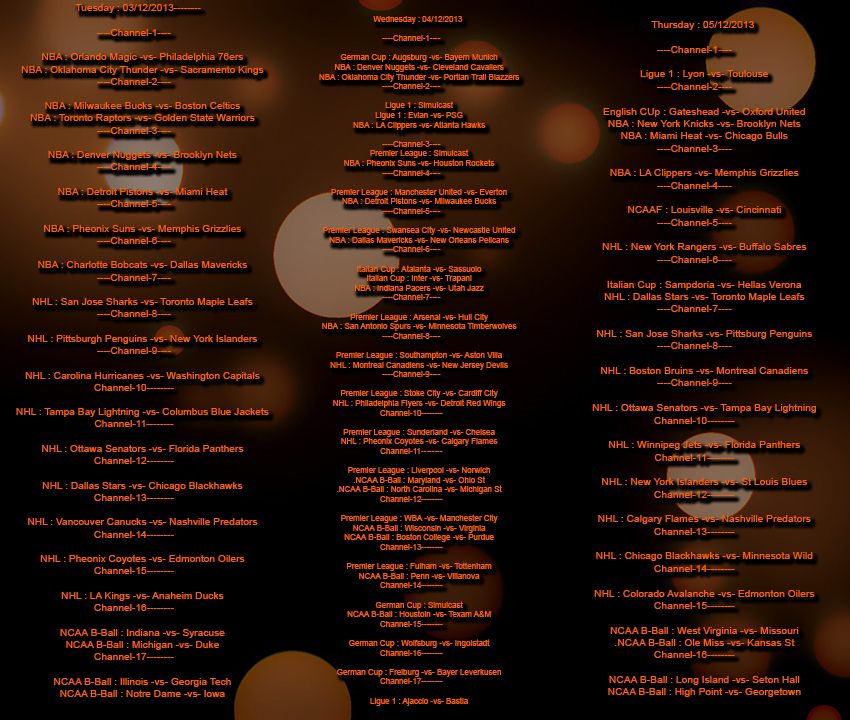 Tuesday : 03/12/2013--------
----Channel-1----
NBA : Orlando Magic -vs- Philadelphia 76ers
NBA : Oklahoma City Thunder -vs- Sacramento Kings
----Channel-2----
NBA : Milwaukee Bucks -vs- Boston Celtics
NBA : Toronto Raptors -vs- Golden State Warriors
----Channel-3----
NBA : Denver Nuggets -vs- Brooklyn Nets
----Channel-4----
NBA : Detroit Pistons -vs- Miami Heat
----Channel-5----
NBA : Pheonix Suns -vs- Memphis Grizzlies
----Channel-6----
NBA : Charlotte Bobcats -vs- Dallas Mavericks
----Channel-7----
NHL : San Jose Sharks -vs- Toronto Maple Leafs
----Channel-8----
NHL : Pittsburgh Penguins -vs- New York Islanders
----Channel-9----
NHL : Carolina Hurricanes -vs- Washington Capitals
Channel-10--------
NHL : Tampa Bay Lightning -vs- Columbus Blue Jackets
Channel-11--------
NHL : Ottawa Senators -vs- Florida Panthers
Channel-12--------
NHL : Dallas Stars -vs- Chicago Blackhawks
Channel-13--------
NHL : Vancouver Canucks -vs- Nashville Predators
Channel-14--------
NHL : Pheonix Coyotes -vs- Edmonton Oilers
Channel-15--------
NHL : LA Kings -vs- Anaheim Ducks
Channel-16--------
NCAA B-Ball : Indiana -vs- Syracuse
NCAA B-Ball : Michigan -vs- Duke
Channel-17--------
NCAA B-Ball : Illinois -vs- Georgia Tech
NCAA B-Ball : Notre Dame -vs- Iowa
Wednesday : 04/12/2013
----Channel-1----
German Cup : Augsburg -vs- Bayern Munich
NBA : Denver Nuggets -vs- Cleveland Cavaliers
NBA : Oklahoma City Thunder -vs- Portlan Trail Blazzers
----Channel-2----
Ligue 1 : Simulcast
Ligue 1 : Evian -vs- PSG
NBA : LA Clippers -vs- Atlanta Hawks
----Channel-3----
Premier League : Simulcast
NBA : Pheonix Suns -vs- Houston Rockets
----Channel-4----
Premier League : Manchester United -vs- Everton
NBA : Detroit Pistons -vs- Milwaukee Bucks
----Channel-5----
Premier League : Swansea City -vs- Newcastle United
NBA : Dallas Mavericks -vs- New Orleans Pelicans
----Channel-6----
Italian Cup : Atalanta -vs- Sassuolo
Italian Cup : Inter -vs- Trapani
NBA : Indiana Pacers -vs- Utah Jazz
----Channel-7----
Premier League : Arsenal -vs- Hull City
NBA : San Antonio Spurs -vs- Minnesota Timberwolves
----Channel-8----
Premier League : Southampton -vs- Aston Villa
NHL : Montreal Canadiens -vs- New Jersey Devils
----Channel-9----
Premier League : Stoke City -vs- Cardiff City
NHL : Philadelphia Flyers -vs- Detroit Red Wings
Channel-10--------
Premier League : Sunderland -vs- Chelsea
NHL : Pheonix Coyotes -vs- Calgary Flames
Channel-11--------
Premier League : Liverpool -vs- Norwich
.NCAA B-Ball : Maryland -vs- Ohio St
.NCAA B-Ball : North Carolina -vs- Michigan St
Channel-12--------
Premier League : WBA -vs- Manchester City
NCAA B-Ball : Wisconsin -vs- Virginia
NCAA B-Ball : Boston College -vs- Purdue
Channel-13--------
Premier League : Fulham -vs- Tottenham
NCAA B-Ball : Penn -vs- Villanova
Channel-14--------
German Cup : Simulcast
NCAA B-Ball : Houstoin -vs- Texam A&M
Channel-15--------
German Cup : Wolfsburg -vs- Ingolstadt
Channel-16--------
German Cup : Freiburg -vs- Bayer Leverkusen
Channel-17--------
Ligue 1 : Ajaccio -vs- Bastia
Thursday : 05/12/2013
----Channel-1----
Ligue 1 : Lyon -vs- Toulouse
----Channel-2----
English CUp : Gateshead -vs- Oxford United
NBA : New York Knicks -vs- Brooklyn Nets
NBA : Miami Heat -vs- Chicago Bulls
----Channel-3----
NBA : LA Clippers -vs- Memphis Grizzlies
----Channel-4----
NCAAF : Louisville -vs- Cincinnati
----Channel-5----
NHL : New York Rangers -vs- Buffalo Sabres
----Channel-6----
Italian Cup : Sampdoria -vs- Hellas Verona
NHL : Dallas Stars -vs- Toronto Maple Leafs
----Channel-7----
NHL : San Jose Sharks -vs- Pittsburg Penguins
----Channel-8----
NHL : Boston Bruins -vs- Montreal Canadiens
----Channel-9----
NHL : Ottawa Senators -vs- Tampa Bay Lightning
Channel-10--------
NHL : Winnipeg Jets -vs- Florida Panthers
Channel-11--------
NHL : New York Islanders -vs- St Louis Blues
Channel-12--------
NHL : Calgary Flames -vs- Nashville Predators
Channel-13--------
NHL : Chicago Blackhawks -vs- Minnesota Wild
Channel-14--------
NHL : Colorado Avalanche -vs- Edmonton Oilers
Channel-15--------
NCAA B-Ball : West Virginia -vs- Missouri
.NCAA B-Ball : Ole Miss -vs- Kansas St
Channel-16--------
NCAA B-Ball : Long Island -vs- Seton Hall
NCAA B-Ball : High Point -vs- Georgetown